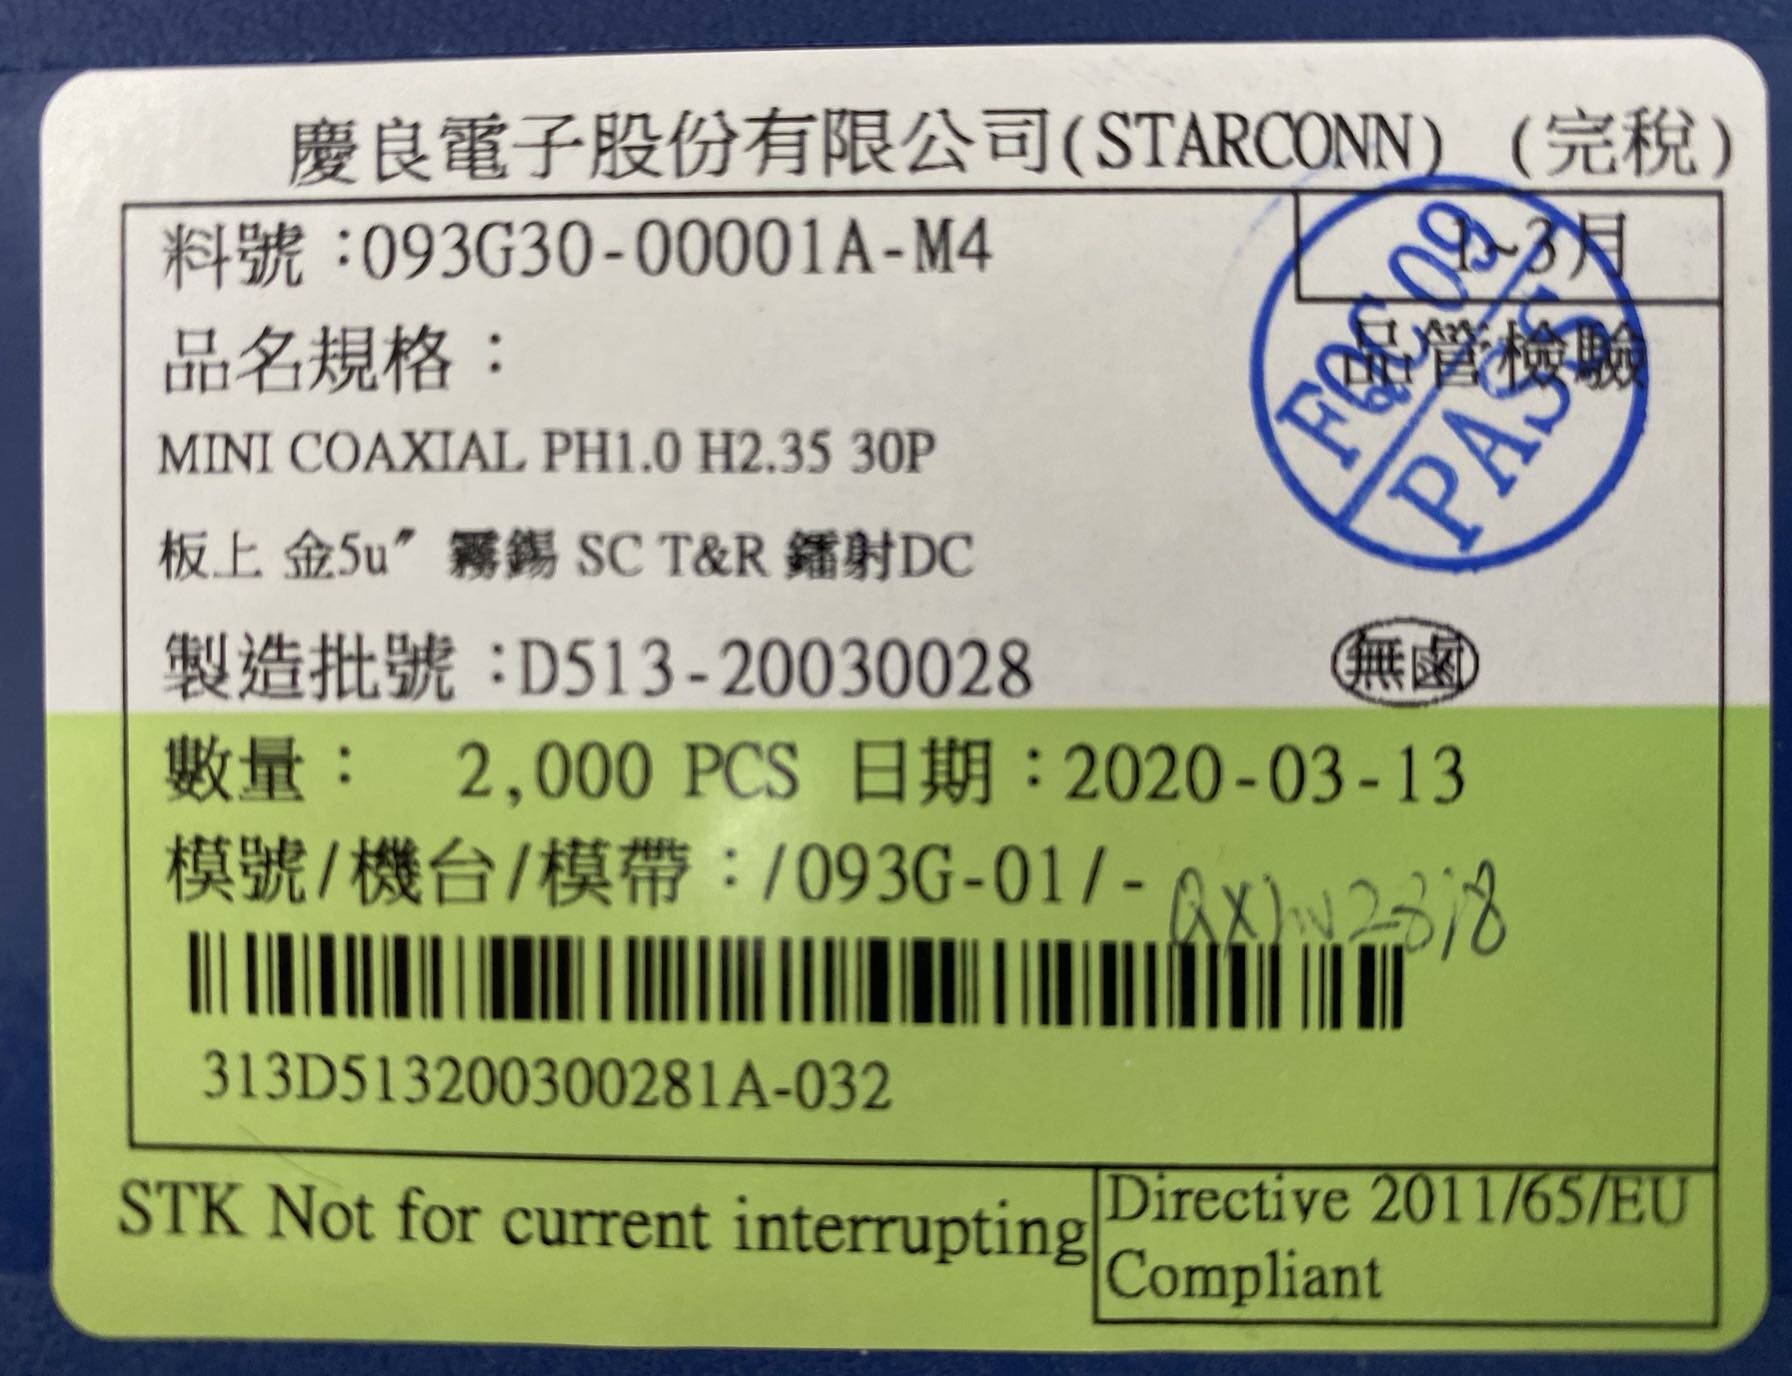 慶良電子股份有限公司(STARCONN) (完稅)
料號:093G30-00001A-M4
1~3月
品名規格:
品管檢驗
FQC09
PASS
MINI COAXIAL PH1.0 H2.35 30P
板上 金5u〞霧錫 SC T&R 鐳射DC
製造批號:D513-20030028
無鹵
數量: 2,000 PCS 日期:2020-03-13
模號/機台/模帶:/093G-01/-
313D513200300281A-032
STK Not for current interrupting
Directive 2011/65/EU
Compliant